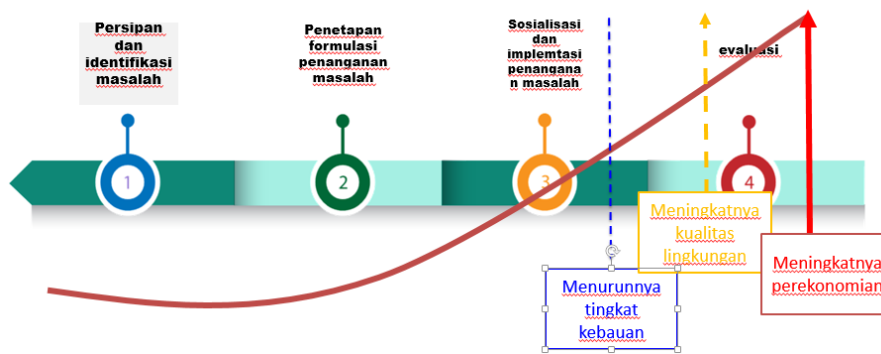 Persipan
dan
identifikasi
masalah
Penetapan
formulasi
penanganan
masalah
Sosialisasi
dan
implemtasi
penangana
n masalah
evaluasi
1
2
3
4
Menurunnya
tingkat
kebauan
Meningkatnya
kualitas
lingkungan
Meningkatnya
perekonomian